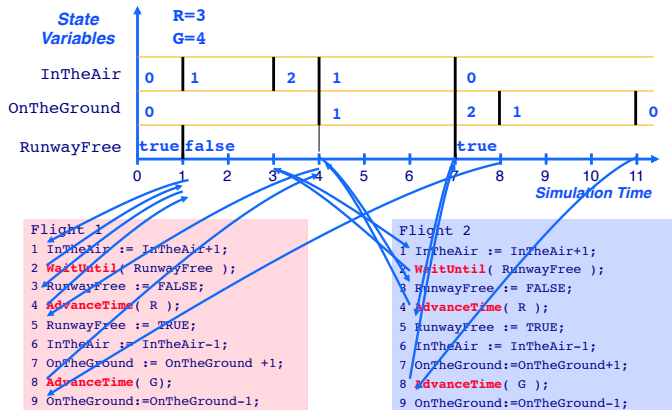 State
Variables
R=3
G=4
InTheAir 0 1 2 1 0
OnTheGround 0 1 2 1 0
RunwayFree true false true
0 1 2 3 4 5 6 7 8 9 10 11
Simulation Time
Flight 1
1 InTheAir := InTheAir+1;
2 WaitUntil( RunwayFree );
3 RunwayFree := FALSE;
4 AdvanceTime( R );
5 RunwayFree := TRUE;
6 InTheAir := InTheAir-1;
7 OnTheGround := OnTheGround +1;
8 AdvanceTime( G);
9 OnTheGround:=OnTheGround-1;
Flight 2
1 InTheAir := InTheAir+1;
2 WaitUntil( RunwayFree );
3 RunwayFree := FALSE;
4 AdvanceTime( R );
5 RunwayFree := TRUE;
6 InTheAir := InTheAir-1;
7 OnTheGround:=OnTheGround+1;
8 AdvanceTime( G );
9 OnTheGround:=OnTheGround-1;